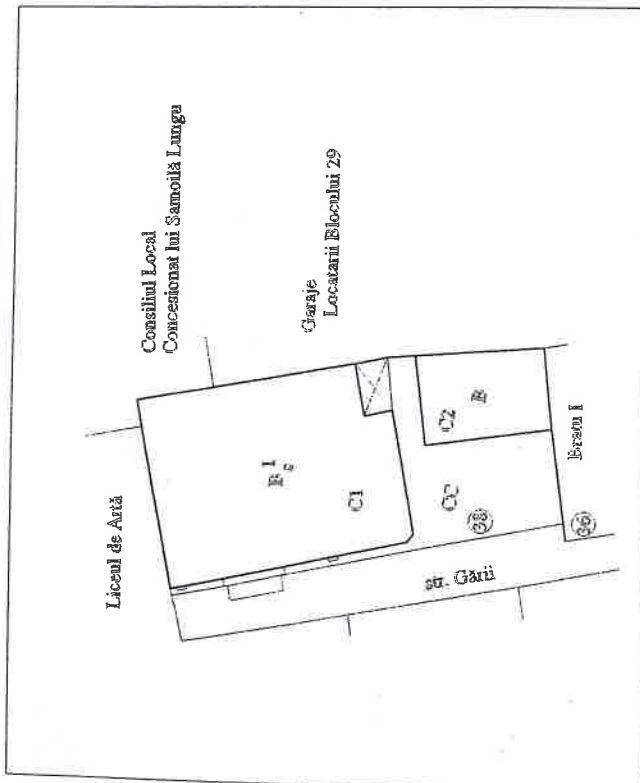 Liceul de Artă
Consiliul Local
Concesionat lui Samoilă Lungu
Garaje
Locatarii Blocului 29
C1
C2
B
CC
38
36
str. Gării
Bratu I